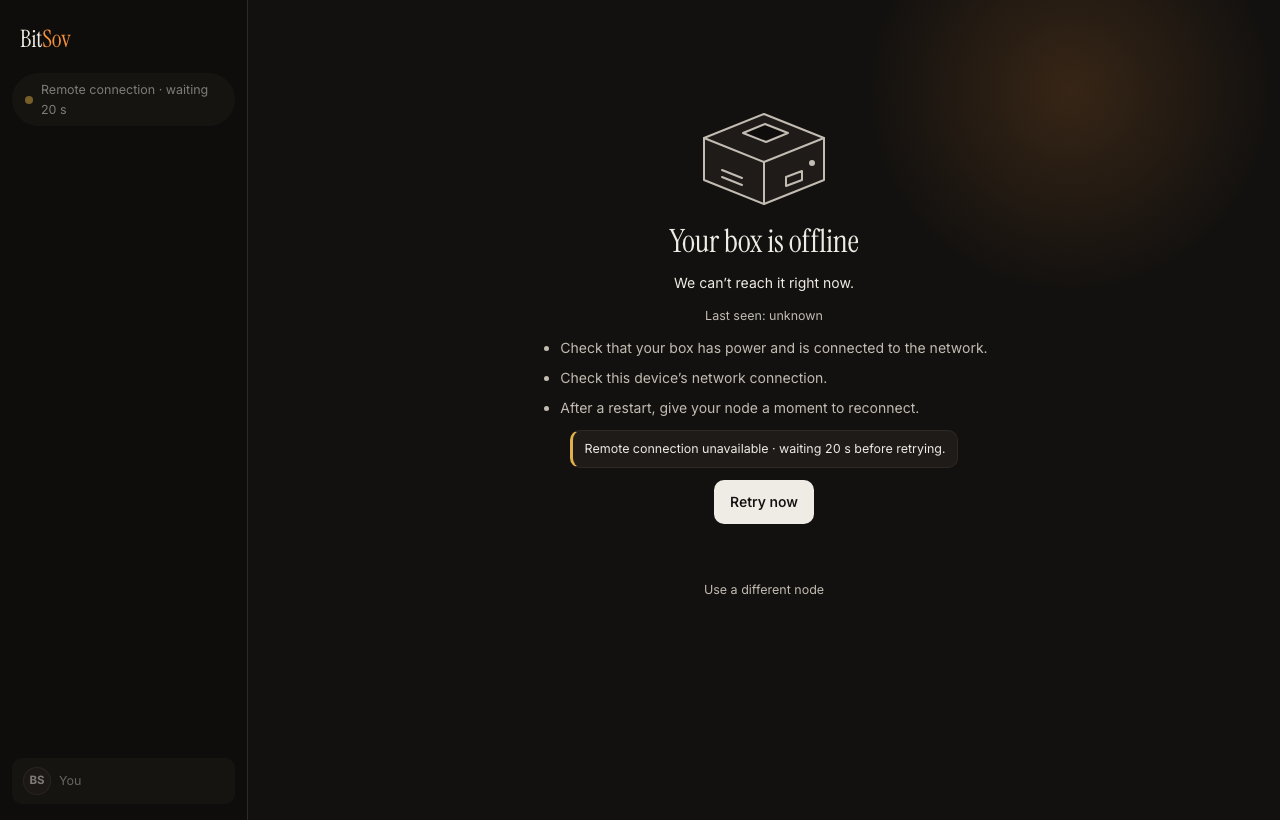 BitSov
Remote connection · waiting
20 s
Your box is offline
We can’t reach it right now.
Last seen: unknown
• Check that your box has power and is connected to the network.
• Check this device’s network connection.
• After a restart, give your node a moment to reconnect.
Remote connection unavailable · waiting 20 s before retrying.
Retry now
Use a different node
BS You